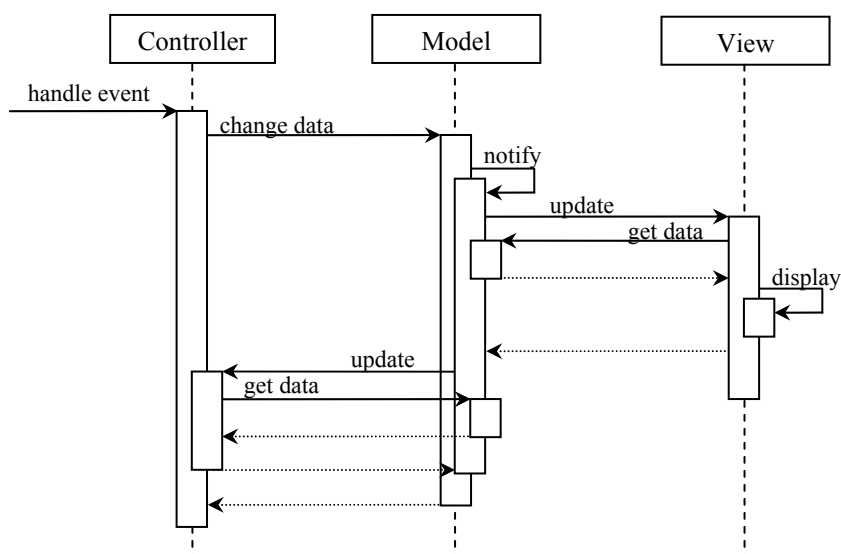 Controller
Model
View
handle event
change data
notify
update
get data
display
update
get data